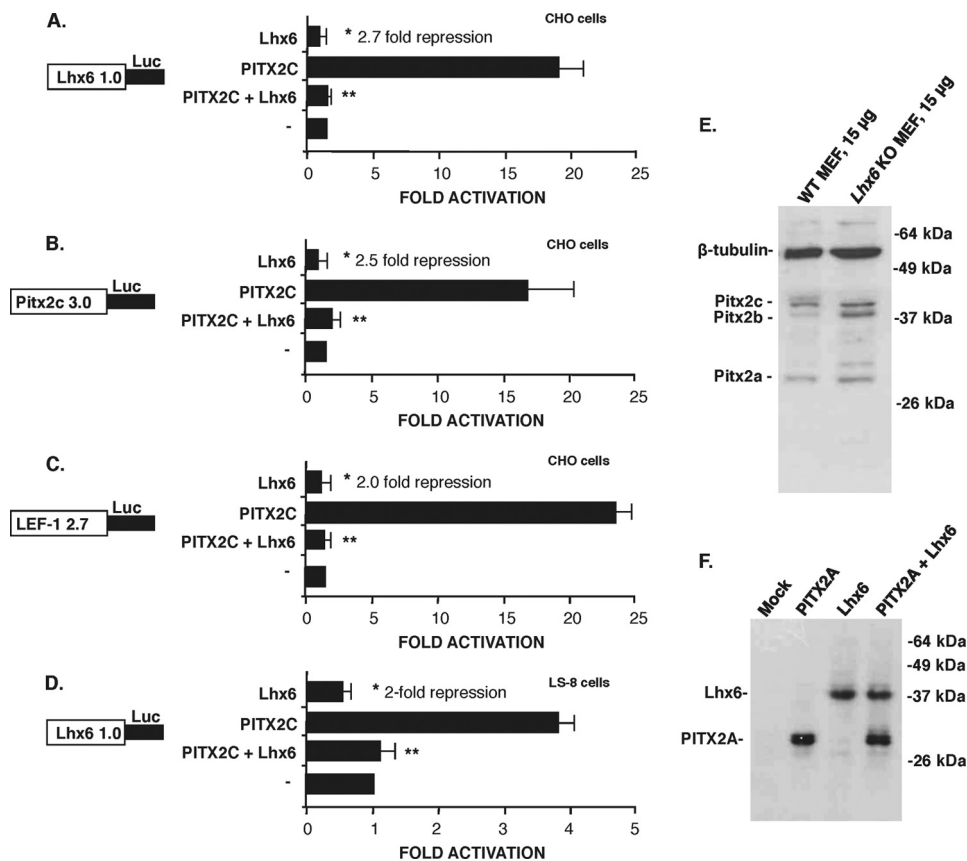 A.
CHO cells
Luc
Lhx6 1.0
Lhx6
* 2.7 fold repression
PITX2C
PITX2C + Lhx6
**
-
0 5 10 15 20 25
FOLD ACTIVATION
B.
CHO cells
Luc
Pitx2c 3.0
Lhx6
* 2.5 fold repression
PITX2C
PITX2C + Lhx6
**
-
0 5 10 15 20 25
FOLD ACTIVATION
C.
CHO cells
Luc
LEF-1 2.7
Lhx6
* 2.0 fold repression
PITX2C
PITX2C + Lhx6
**
-
0 5 10 15 20 25
FOLD ACTIVATION
D.
LS-8 cells
Luc
Lhx6 1.0
Lhx6
* 2-fold repression
PITX2C
PITX2C + Lhx6
**
-
0 1 2 3 4 5
FOLD ACTIVATION
E.
WT MEF, 15 µg
Lhx6 KO MEF, 15 µg
-64 kDa
β-tubulin-
-49 kDa
Pitx2c -
Pitx2b -
-37 kDa
Pitx2a -
-26 kDa
F.
Mock
PITX2A
Lhx6
PITX2A + Lhx6
-64 kDa
-49 kDa
Lhx6-
-37 kDa
PITX2A-
-26 kDa